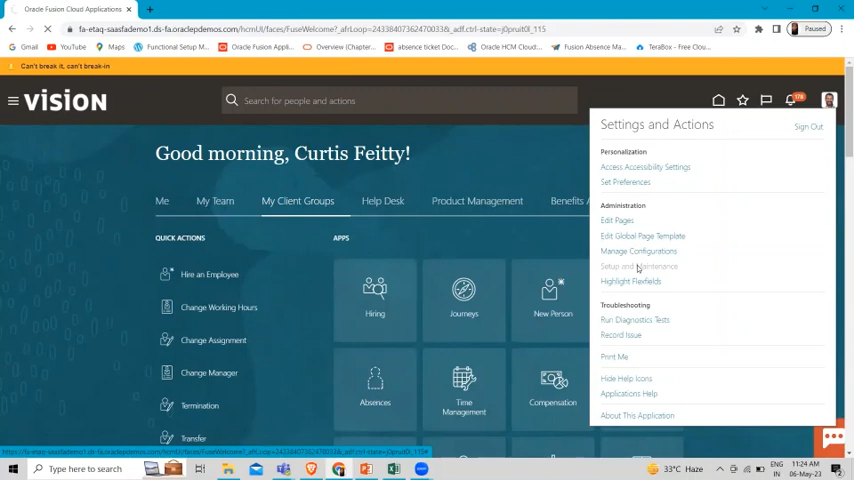 Oracle Fusion Cloud Applications
fa-etaq-saasfademo1.ds-fa.oraclepdemos.com/hcmUI/faces/FuseWelcome?_afrLoop=2433840736247003&_adf.ctrl-state=j0pruit0l_115
Paused
Gmail YouTube Maps Functional Setup M... Oracle Fusion Applic... Overview (Chapter... absence ticket Doc... Oracle HCM Cloud... Fusion Absence Ma... TeraBox - Free Clou...
Can't break it, can't break-in
VISION
Search for people and actions
178
Settings and Actions
Sign Out
Good morning, Curtis Feitty!
Personalization
Access Accessibility Settings
Set Preferences
Me My Team My Client Groups Help Desk Product Management Benefits
Administration
Edit Pages
Edit Global Page Template
Manage Configurations
Setup and Maintenance
Highlight Flexfields
QUICK ACTIONS
APPS
Hire an Employee
Change Working Hours
Change Assignment
Change Manager
Termination
Transfer
Hiring
Journeys
New Person
Absences
Time Management
Compensation
Troubleshooting
Run Diagnostics Tests
Record Issue
Print Me
Hide Help Icons
Applications Help
About This Application
Type here to search
33°C Haze
ENG
IN
11:24 AM
06-May-23
2